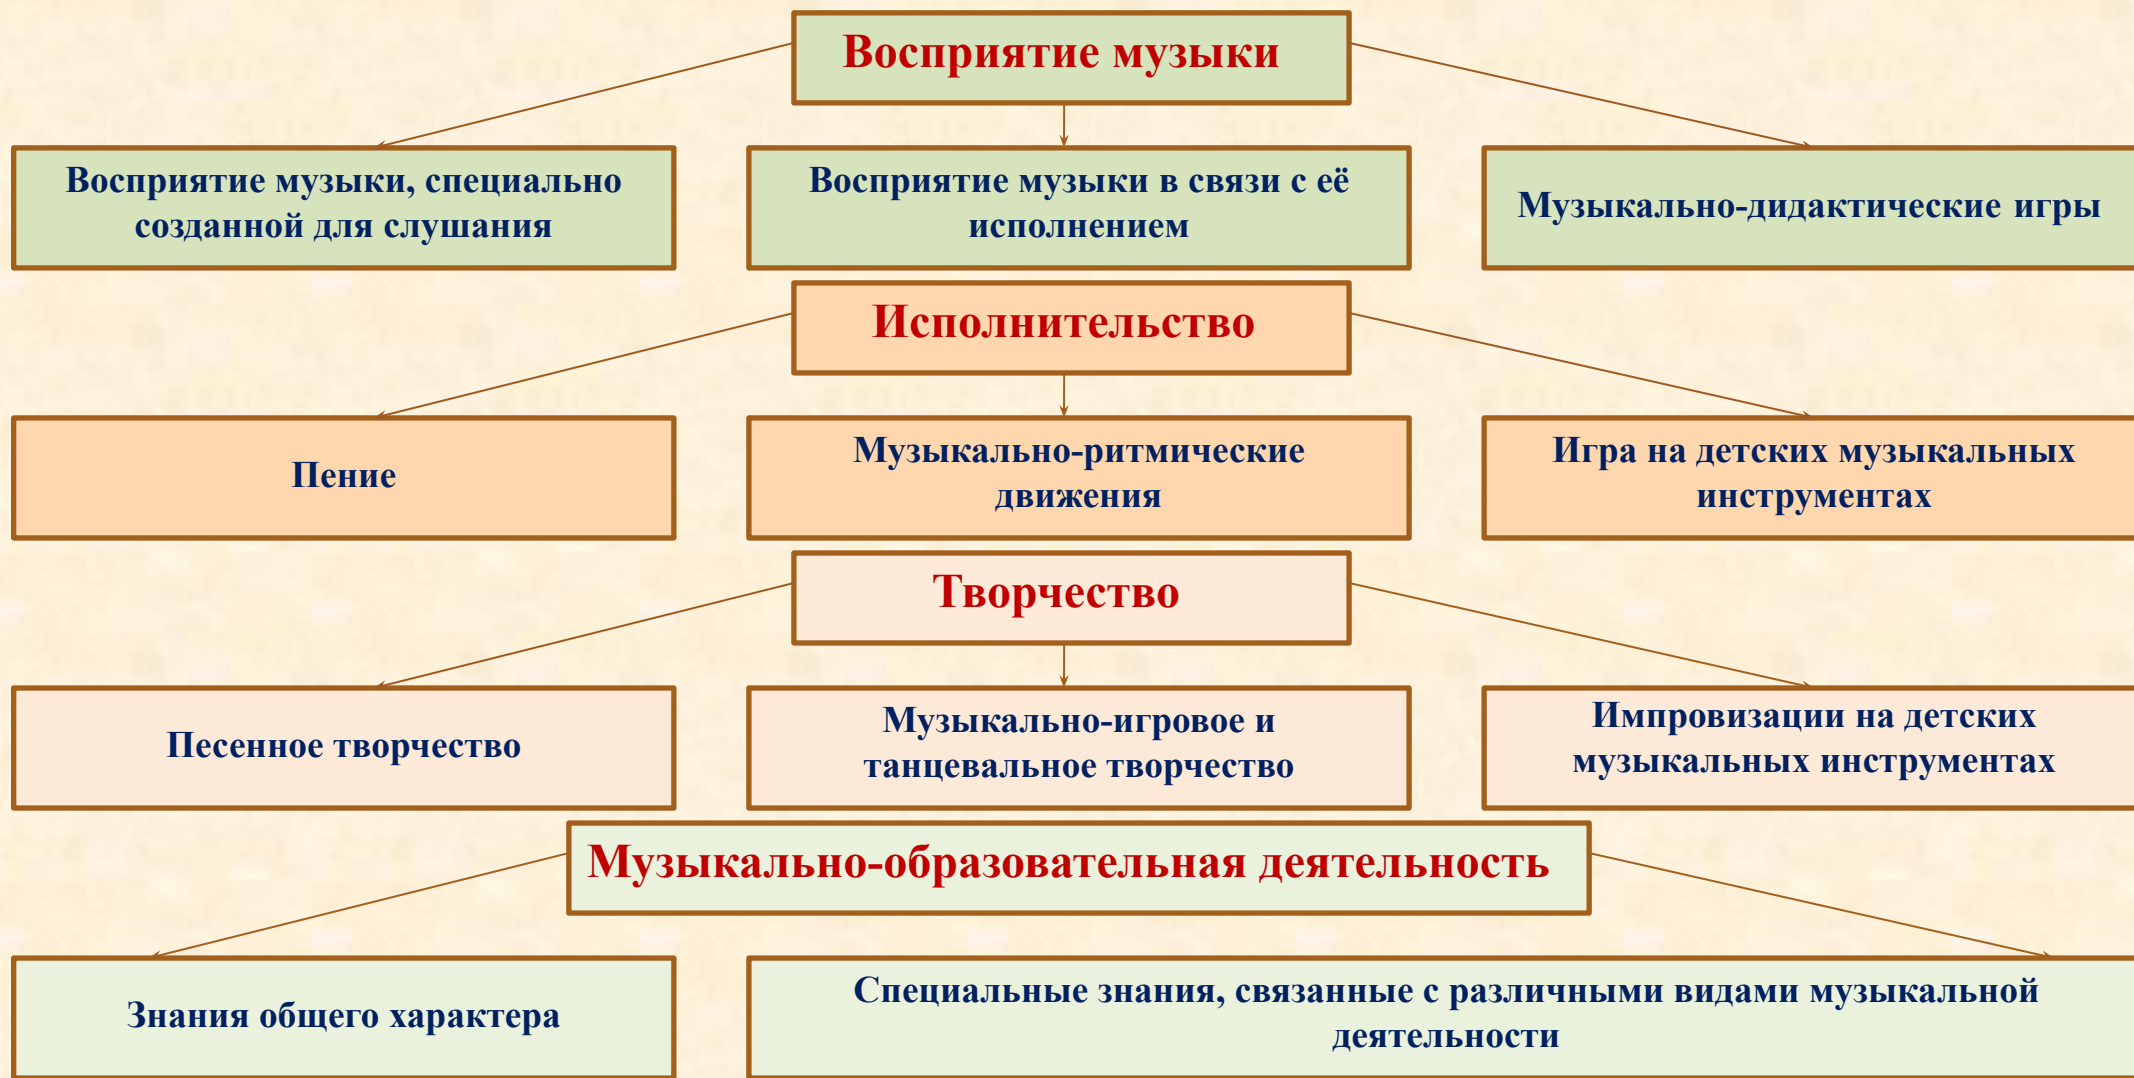 Восприятие музыки
Восприятие музыки, специально
созданной для слушания
Восприятие музыки в связи с её
исполнением
Музыкально-дидактические игры
Исполнительство
Пение
Музыкально-ритмические
движения
Игра на детских музыкальных
инструментах
Творчество
Песенное творчество
Музыкально-игровое и
танцевальное творчество
Импровизации на детских
музыкальных инструментах
Музыкально-образовательная деятельность
Знания общего характера
Специальные знания, связанные с различными видами музыкальной
деятельности